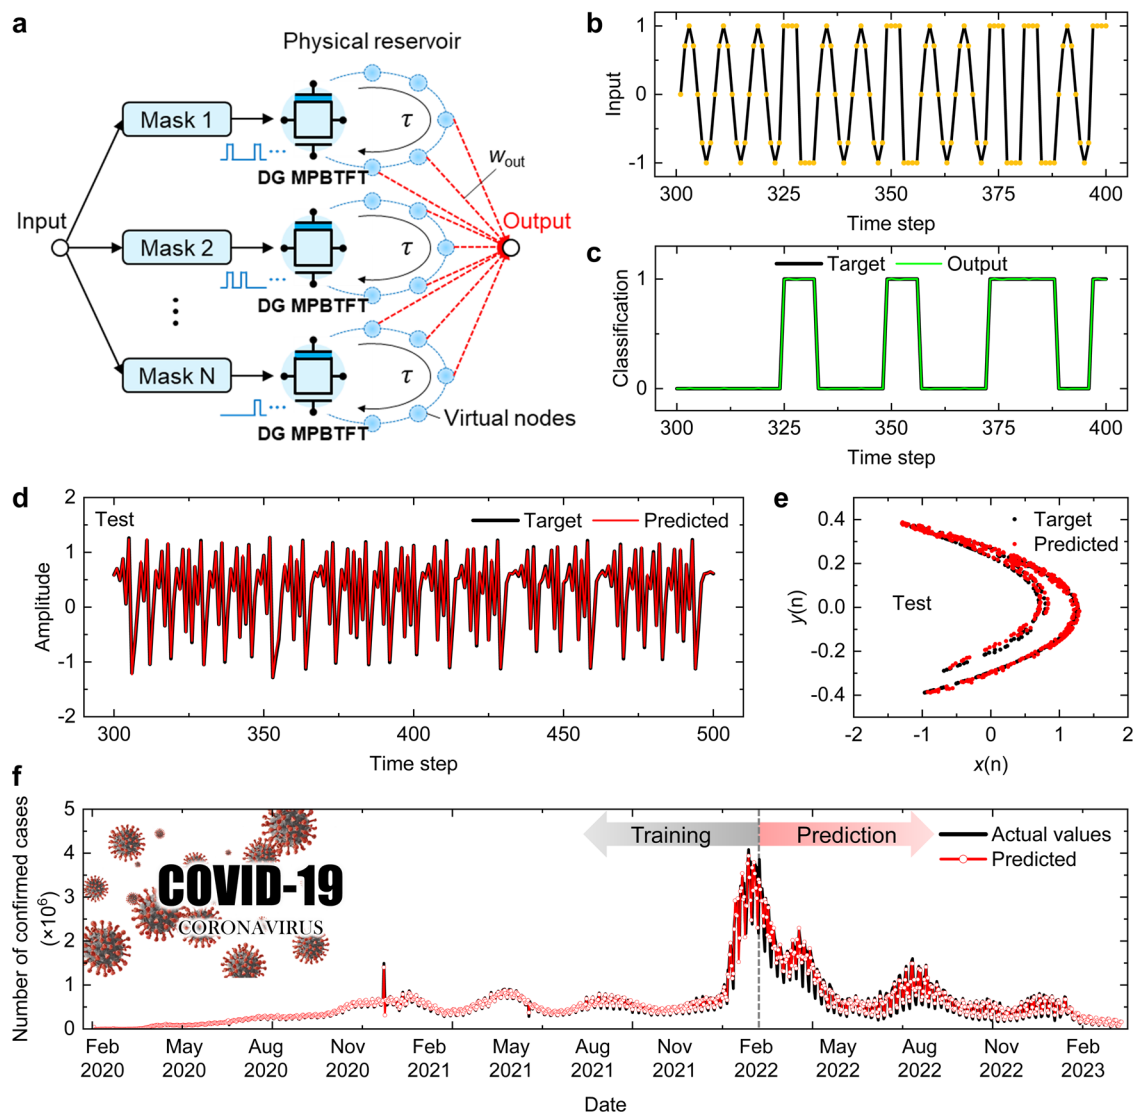 a
Physical reservoir
Mask 1
τ
DG MPBTFT
w_out
Input
Output
Mask 2
τ
DG MPBTFT
Mask N
τ
DG MPBTFT
Virtual nodes
b
Input
1
0
-1
300 325 350 375 400
Time step
c
Target Output
Classification
1
0
300 325 350 375 400
Time step
d
Test
Target Predicted
Amplitude
2
1
0
-1
-2
300 350 400 450 500
Time step
e
Target
Predicted
Test
y(n)
0.4
0.2
0.0
-0.2
-0.4
-2 -1 0 1 2
x(n)
f
Number of confirmed cases
(×10⁶)
5
4
3
2
1
0
COVID-19
CORONAVIRUS
Training
Prediction
Actual values
Predicted
Feb May Aug Nov Feb May Aug Nov Feb May Aug Nov Feb
2020 2020 2020 2020 2021 2021 2021 2021 2022 2022 2022 2022 2023
Date